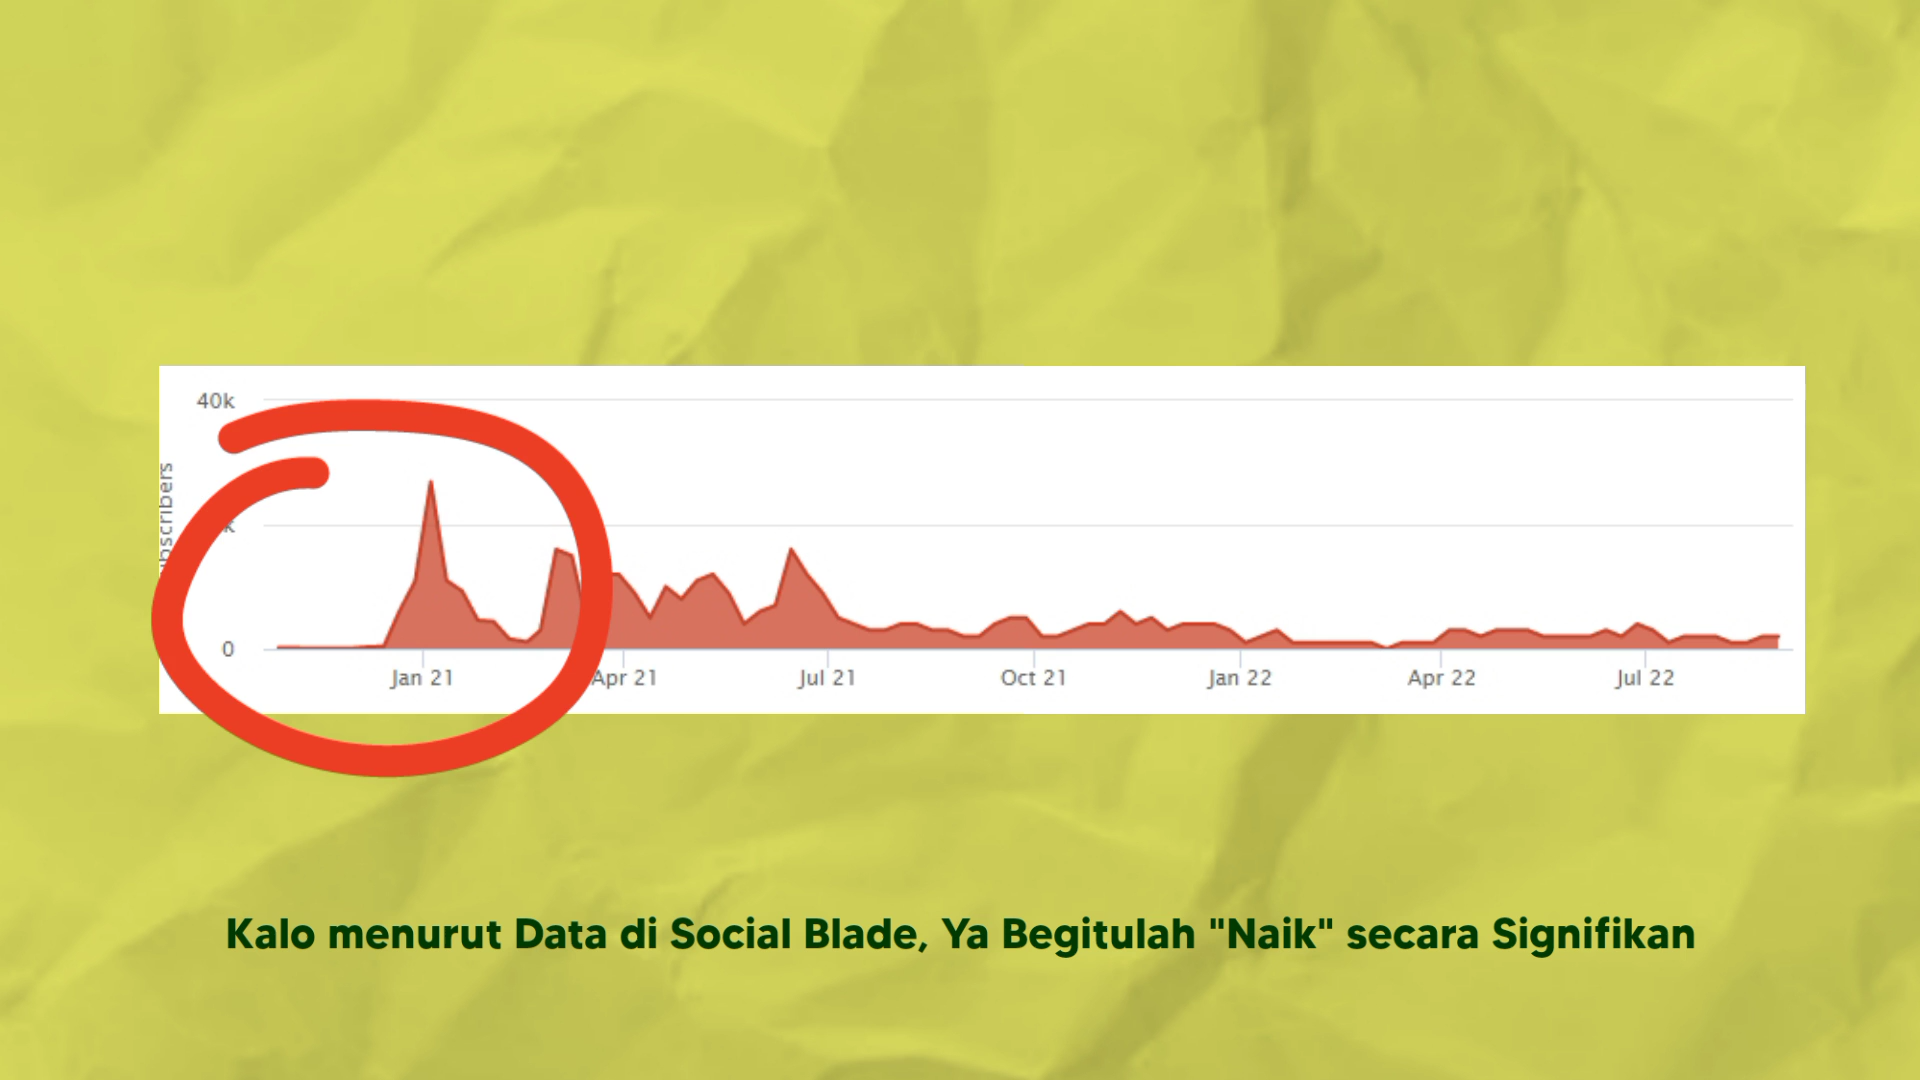 40k
0
Jan 21 Apr 21 Jul 21 Oct 21 Jan 22 Apr 22 Jul 22
Kalo menurut Data di Social Blade, Ya Begitulah "Naik" secara Signifikan